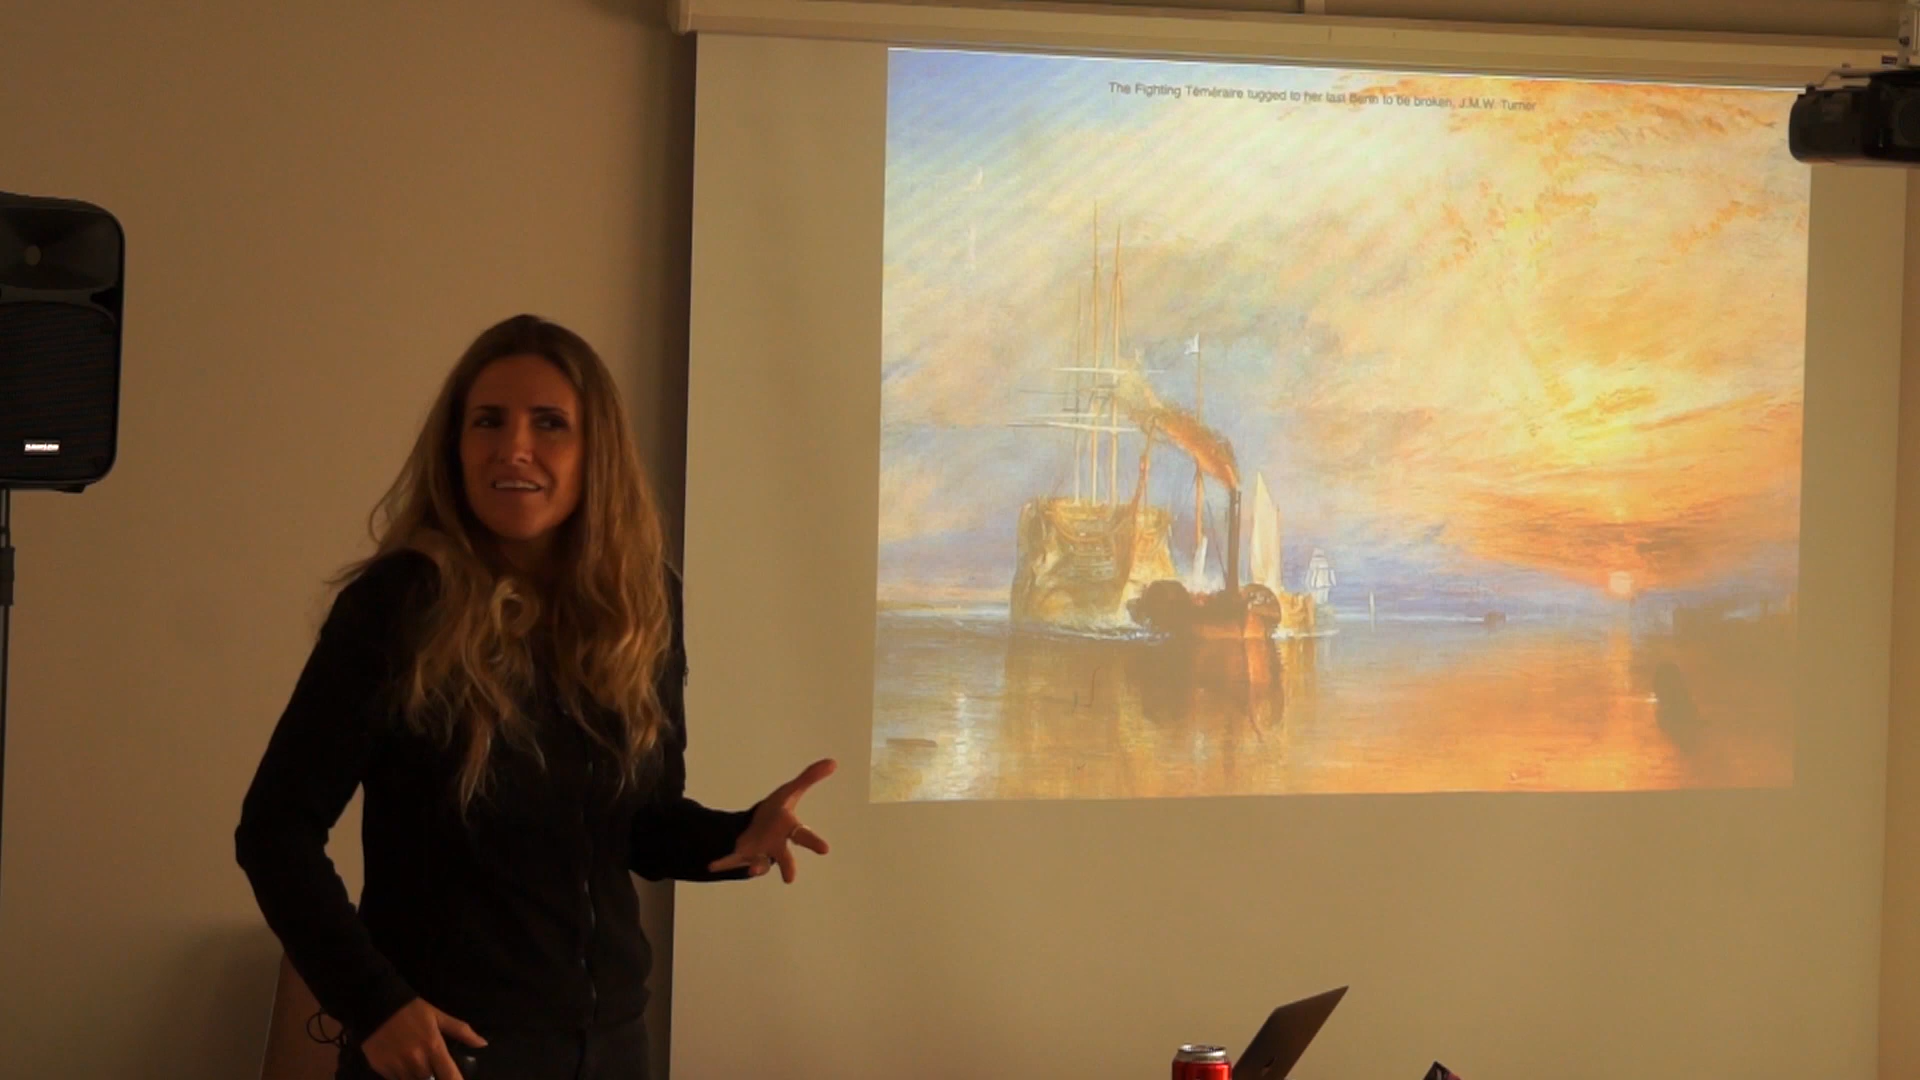 The Fighting Téméraire tugged to her last Berth to be broken, J.M.W. Turner